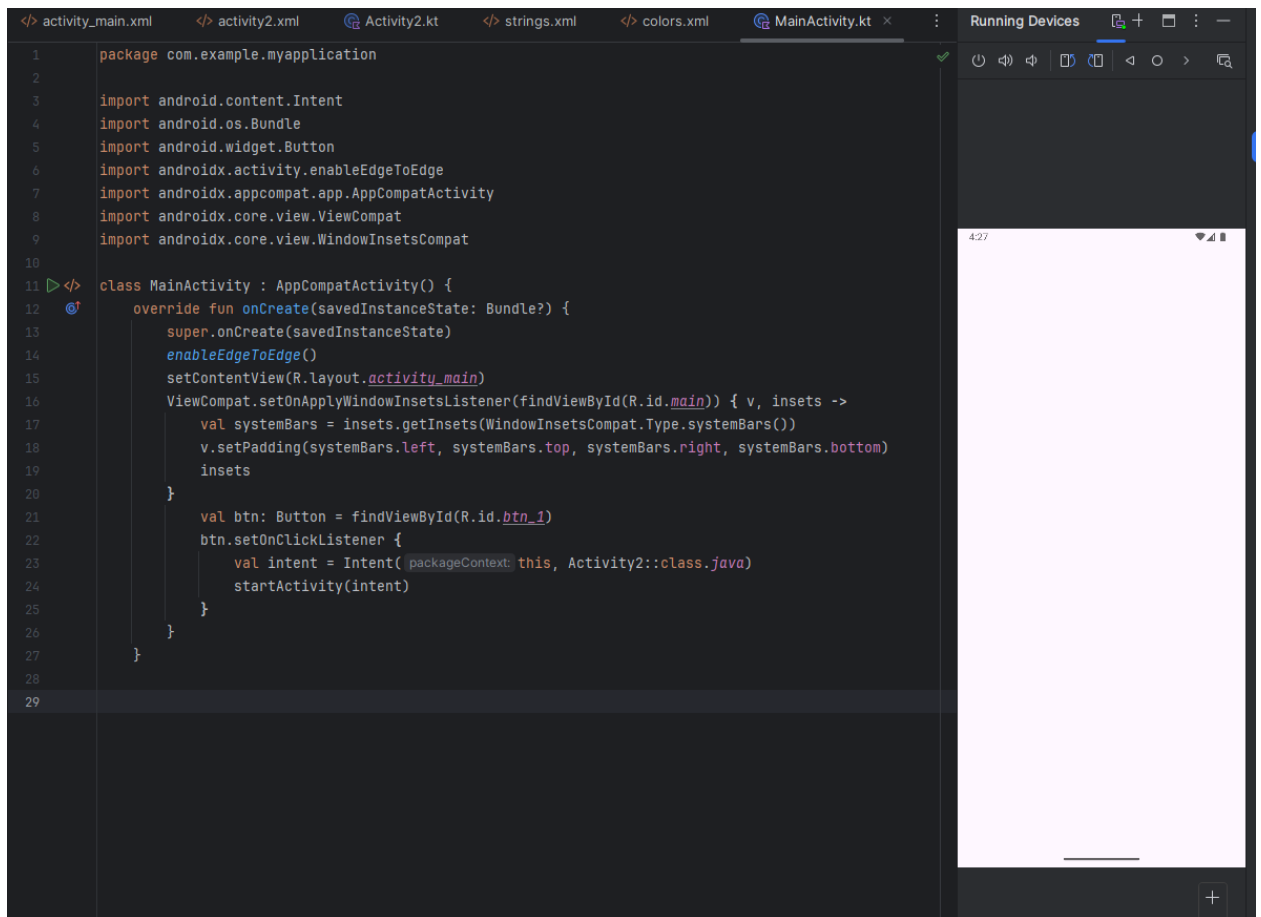 </> activity_main.xml </> activity2.xml Activity2.kt </> strings.xml </> colors.xml MainActivity.kt × Running Devices
1 package com.example.myapplication
2
3 import android.content.Intent
4 import android.os.Bundle
5 import android.widget.Button
6 import androidx.activity.enableEdgeToEdge
7 import androidx.appcompat.app.AppCompatActivity
8 import androidx.core.view.ViewCompat
9 import androidx.core.view.WindowInsetsCompat
10
11 </> class MainActivity : AppCompatActivity() {
12 override fun onCreate(savedInstanceState: Bundle?) {
13 super.onCreate(savedInstanceState)
14 enableEdgeToEdge()
15 setContentView(R.layout.activity_main)
16 ViewCompat.setOnApplyWindowInsetsListener(findViewById(R.id.main)) { v, insets ->
17 val systemBars = insets.getInsets(WindowInsetsCompat.Type.systemBars())
18 v.setPadding(systemBars.left, systemBars.top, systemBars.right, systemBars.bottom)
19 insets
20 }
21 val btn: Button = findViewById(R.id.btn_1)
22 btn.setOnClickListener {
23 val intent = Intent( packageContext: this, Activity2::class.java)
24 startActivity(intent)
25 }
26 }
27 }
28
29
4:27